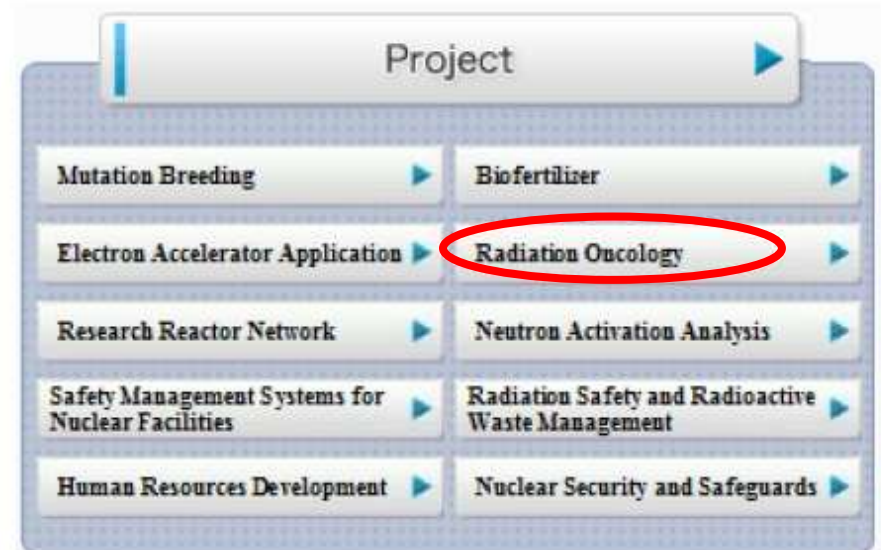 Project
Mutation Breeding
Biofertilizer
Electron Accelerator Application
Radiation Oncology
Research Reactor Network
Neutron Activation Analysis
Safety Management Systems for
Nuclear Facilities
Radiation Safety and Radioactive
Waste Management
Human Resources Development
Nuclear Security and Safeguards